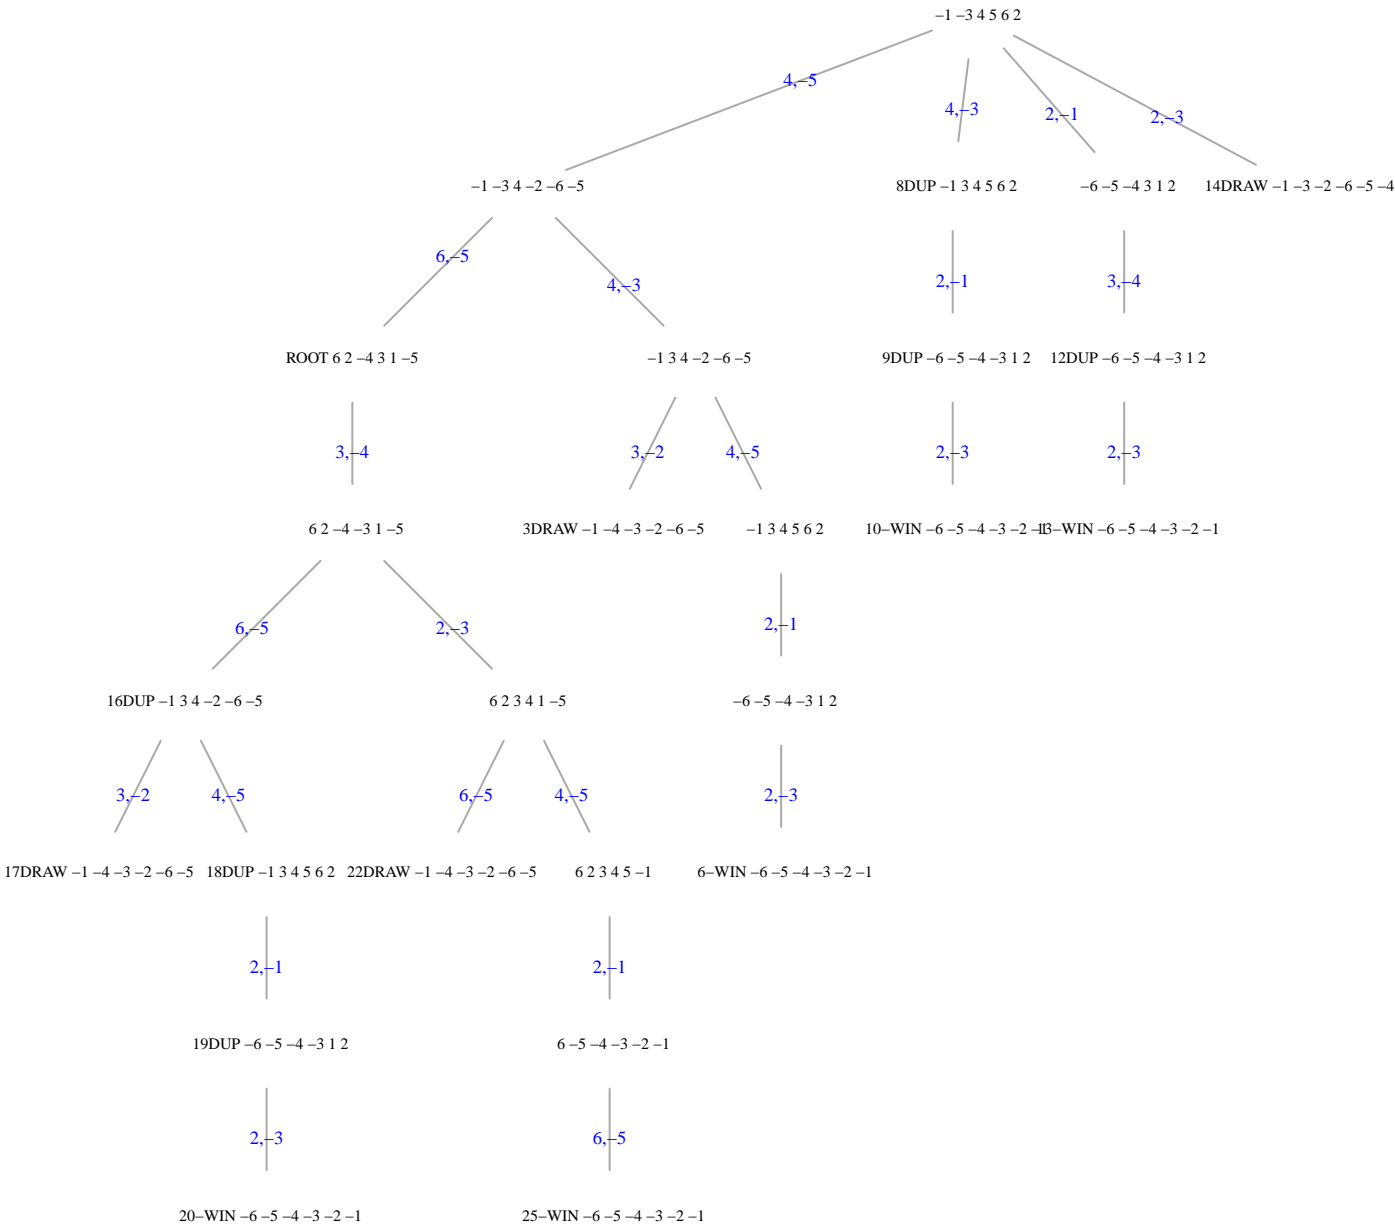 –1 –3 4 5 6 2
4,–5
4,–3
2,–1
2,–3
–1 –3 4 –2 –6 –5
8DUP –1 3 4 5 6 2
–6 –5 –4 3 1 2
14DRAW –1 –3 –2 –6 –5 –4
6,–5
4,–3
2,–1
3,–4
ROOT 6 2 –4 3 1 –5
–1 3 4 –2 –6 –5
9DUP –6 –5 –4 –3 1 2
12DUP –6 –5 –4 –3 1 2
3,–4
3,–2
4,–5
2,–3
2,–3
6 2 –4 –3 1 –5
3DRAW –1 –4 –3 –2 –6 –5
–1 3 4 5 6 2
10–WIN –6 –5 –4 –3 –2 –1
13–WIN –6 –5 –4 –3 –2 –1
6,–5
2,–3
2,–1
16DUP –1 3 4 –2 –6 –5
6 2 3 4 1 –5
–6 –5 –4 –3 1 2
3,–2
4,–5
6,–5
4,–5
2,–3
17DRAW –1 –4 –3 –2 –6 –5
18DUP –1 3 4 5 6 2
22DRAW –1 –4 –3 –2 –6 –5
6 2 3 4 5 –1
6–WIN –6 –5 –4 –3 –2 –1
2,–1
2,–1
19DUP –6 –5 –4 –3 1 2
6 –5 –4 –3 –2 –1
2,–3
6,–5
20–WIN –6 –5 –4 –3 –2 –1
25–WIN –6 –5 –4 –3 –2 –1